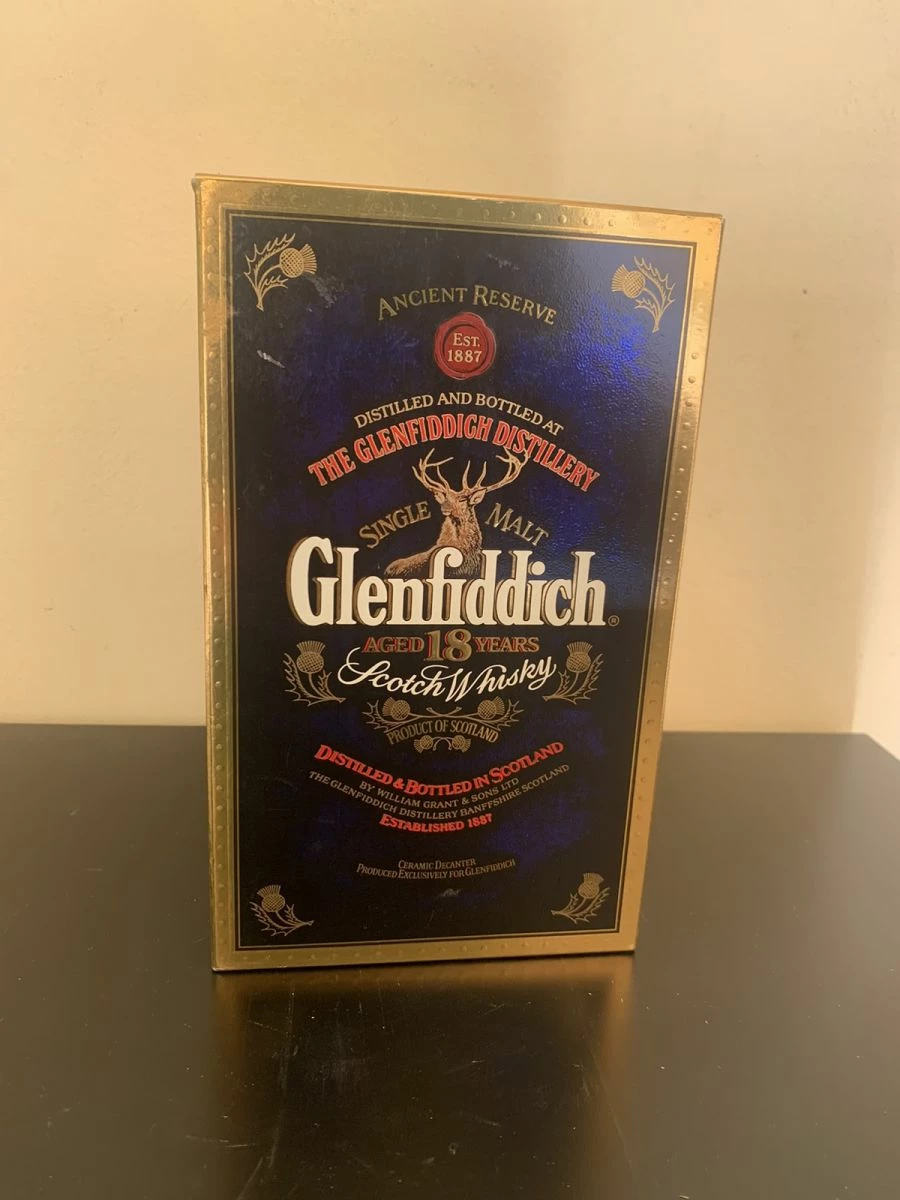 Ancient Reserve
Est.
1887
Distilled and Bottled at
The Glenfiddich Distillery
Single Malt
Glenfiddich®
Aged 18 Years
Scotch Whisky
Product of Scotland
Distilled & Bottled in Scotland
by William Grant & Sons Ltd
The Glenfiddich Distillery Banffshire Scotland
Established 1887
Ceramic Decanter
Produced Exclusively for Glenfiddich